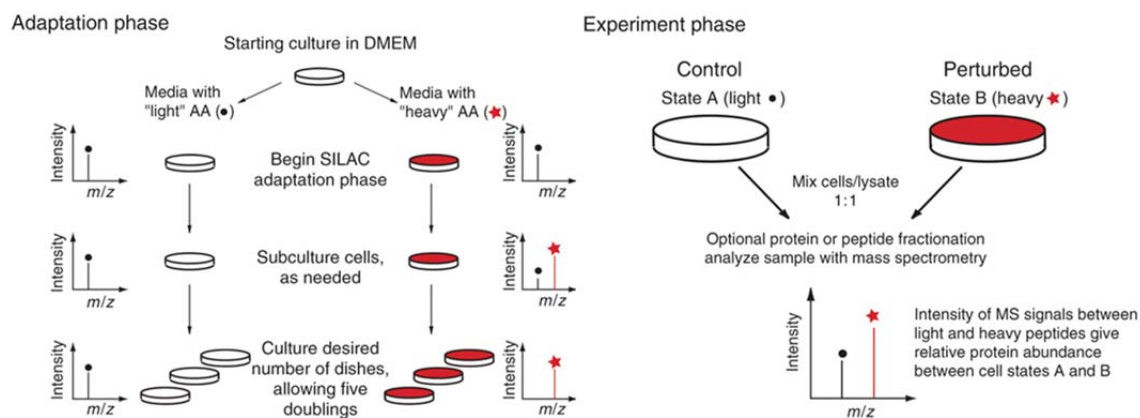 Adaptation phase
Starting culture in DMEM
Media with
"light" AA (●)
Media with
"heavy" AA (★)
Intensity
m/z
Begin SILAC
adaptation phase
Intensity
m/z
Intensity
m/z
Subculture cells,
as needed
Intensity
m/z
Intensity
m/z
Culture desired
number of dishes,
allowing five
doublings
Intensity
m/z
Experiment phase
Control
State A (light ●)
Perturbed
State B (heavy ★)
Mix cells/lysate
1:1
Optional protein or peptide fractionation
analyze sample with mass spectrometry
Intensity
m/z
Intensity of MS signals between
light and heavy peptides give
relative protein abundance
between cell states A and B